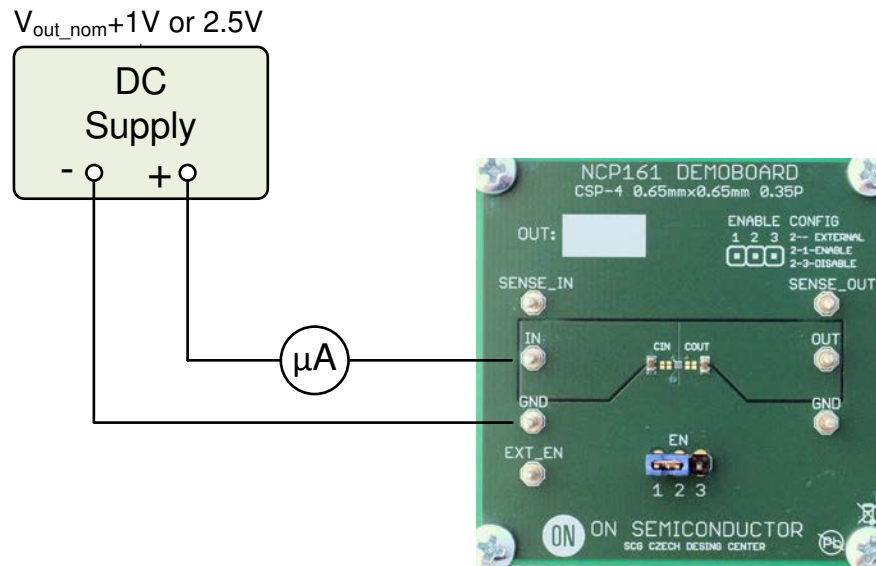 Vout_nom+1V or 2.5V
DC
Supply
- +
µA
NCP161 DEMOBOARD
CSP-4 0.65mm×0.65mm 0.35P
OUT:
ENABLE CONFIG
1 2 3 2-- EXTERNAL
2-1-ENABLE
2-3-DISABLE
SENSE_IN
SENSE_OUT
IN
OUT
CIN COUT
GND
GND
EN
EXT_EN
1 2 3
ON ON SEMICONDUCTOR
SCG CZECH DESING CENTER
Pb